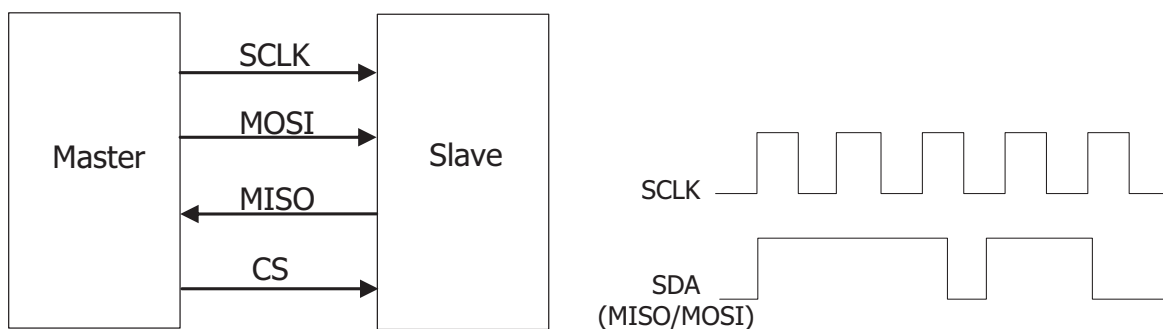 SCLK
MOSI
Master
Slave
MISO
CS
SCLK
SDA
(MISO/MOSI)